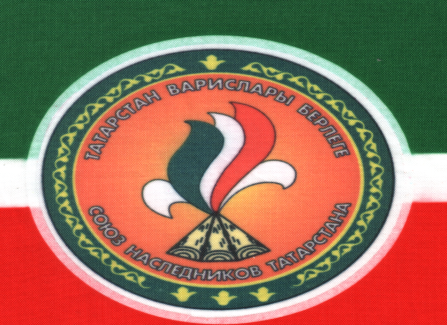 ТАТАРСТАН ВАРИСЛАРЫ БЕРЛЕГЕ
СОЮЗ НАСЛЕДНИКОВ ТАТАРСТАНА